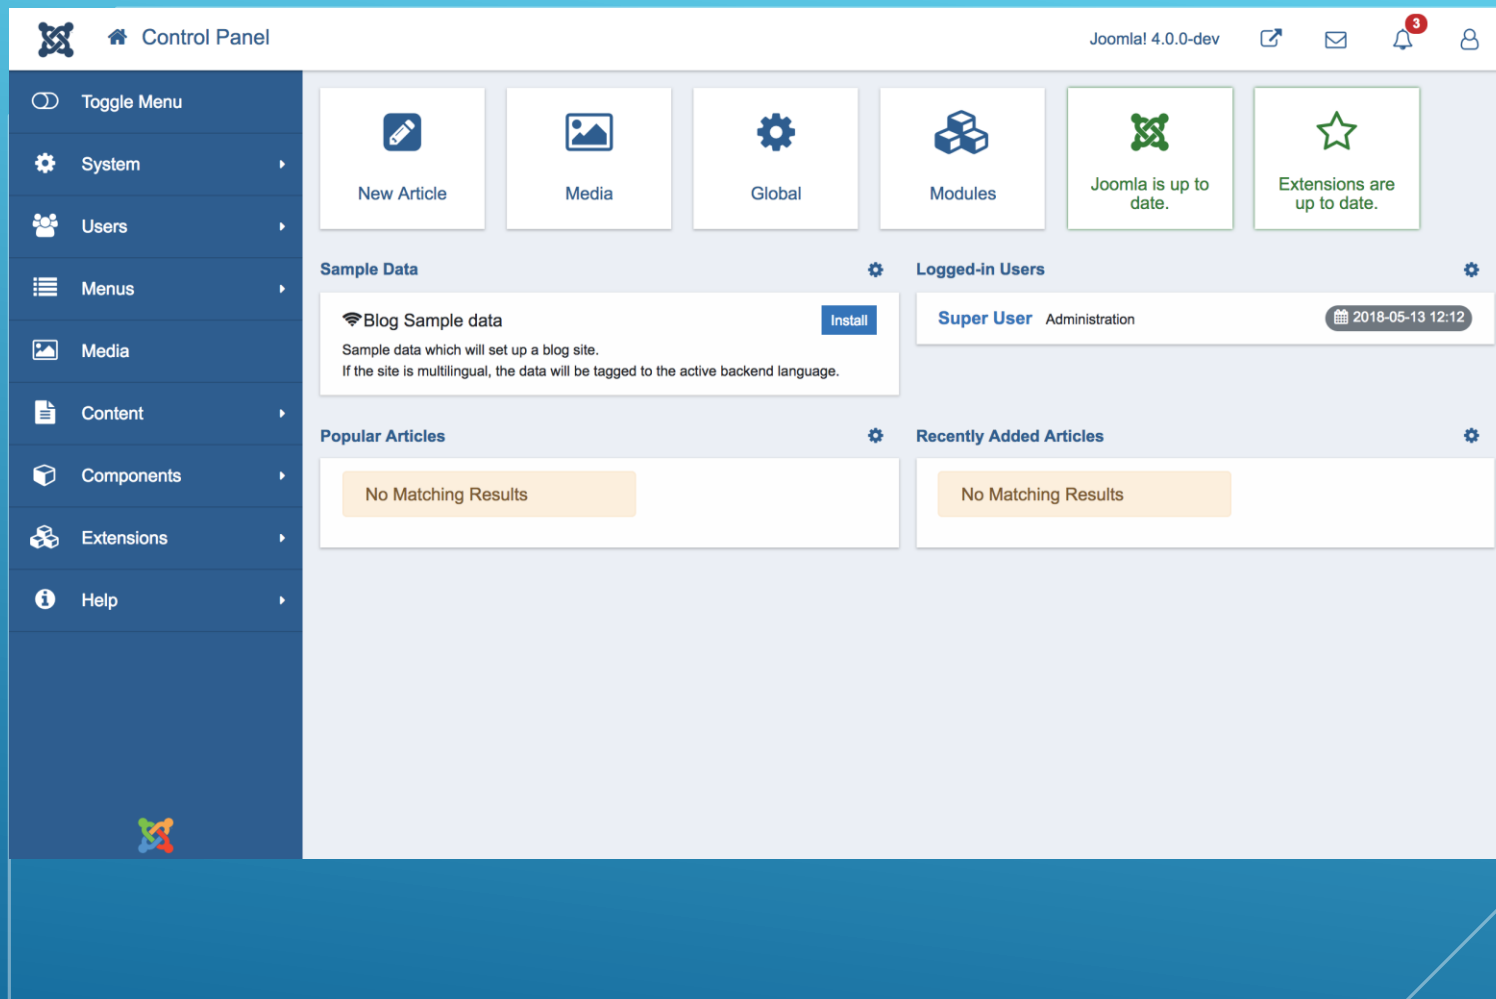 Control Panel
Joomla! 4.0.0-dev
3
Toggle Menu
System
Users
Menus
Media
Content
Components
Extensions
Help
New Article
Media
Global
Modules
Joomla is up to
date.
Extensions are
up to date.
Sample Data
Blog Sample data
Install
Sample data which will set up a blog site.
If the site is multilingual, the data will be tagged to the active backend language.
Logged-in Users
Super User Administration
2018-05-13 12:12
Popular Articles
No Matching Results
Recently Added Articles
No Matching Results